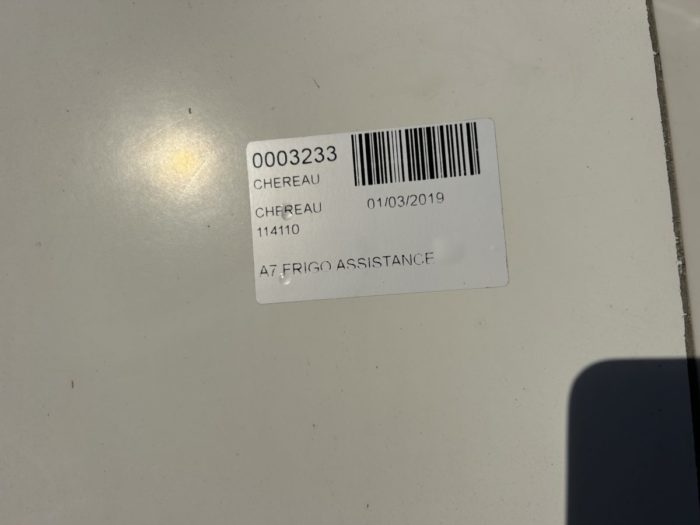 0003233
CHEREAU
CHEREAU 01/03/2019
114110
A7 FRIGO ASSISTANCE